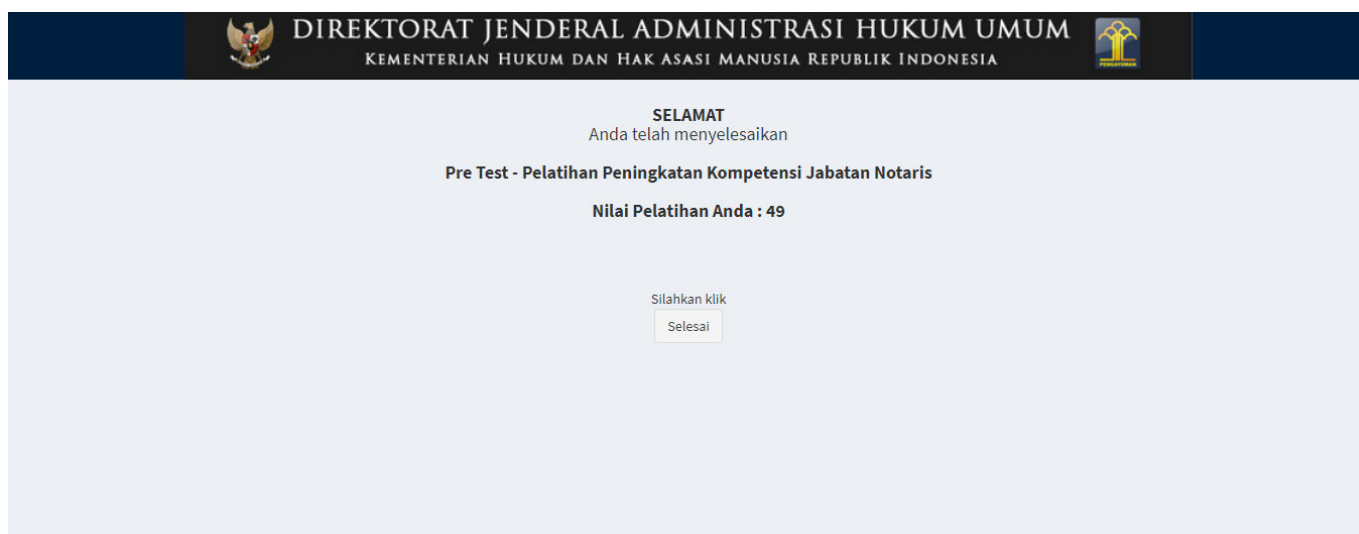 DIREKTORAT JENDERAL ADMINISTRASI HUKUM UMUM
KEMENTERIAN HUKUM DAN HAK ASASI MANUSIA REPUBLIK INDONESIA
PENGAYOMAN
SELAMAT
Anda telah menyelesaikan
Pre Test - Pelatihan Peningkatan Kompetensi Jabatan Notaris
Nilai Pelatihan Anda : 49
Silahkan klik
Selesai